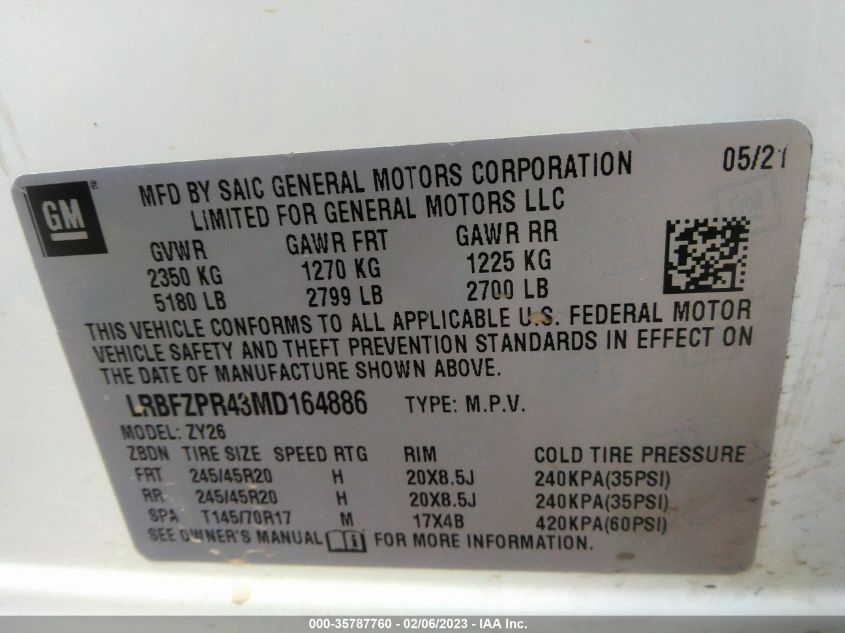 GM
MFD BY SAIC GENERAL MOTORS CORPORATION 05/21
LIMITED FOR GENERAL MOTORS LLC
GVWR GAWR FRT GAWR RR
2350 KG 1270 KG 1225 KG
5180 LB 2799 LB 2700 LB
THIS VEHICLE CONFORMS TO ALL APPLICABLE U.S. FEDERAL MOTOR
VEHICLE SAFETY AND THEFT PREVENTION STANDARDS IN EFFECT ON
THE DATE OF MANUFACTURE SHOWN ABOVE.
LRBFZPR43MD164886 TYPE: M.P.V.
MODEL: ZY26
ZBDN TIRE SIZE SPEED RTG RIM COLD TIRE PRESSURE
FRT 245/45R20 H 20X8.5J 240KPA(35PSI)
RR 245/45R20 H 20X8.5J 240KPA(35PSI)
SPA T145/70R17 M 17X4B 420KPA(60PSI)
SEE OWNER'S MANUAL FOR MORE INFORMATION.
000-35787760 - 02/06/2023 - IAA Inc.